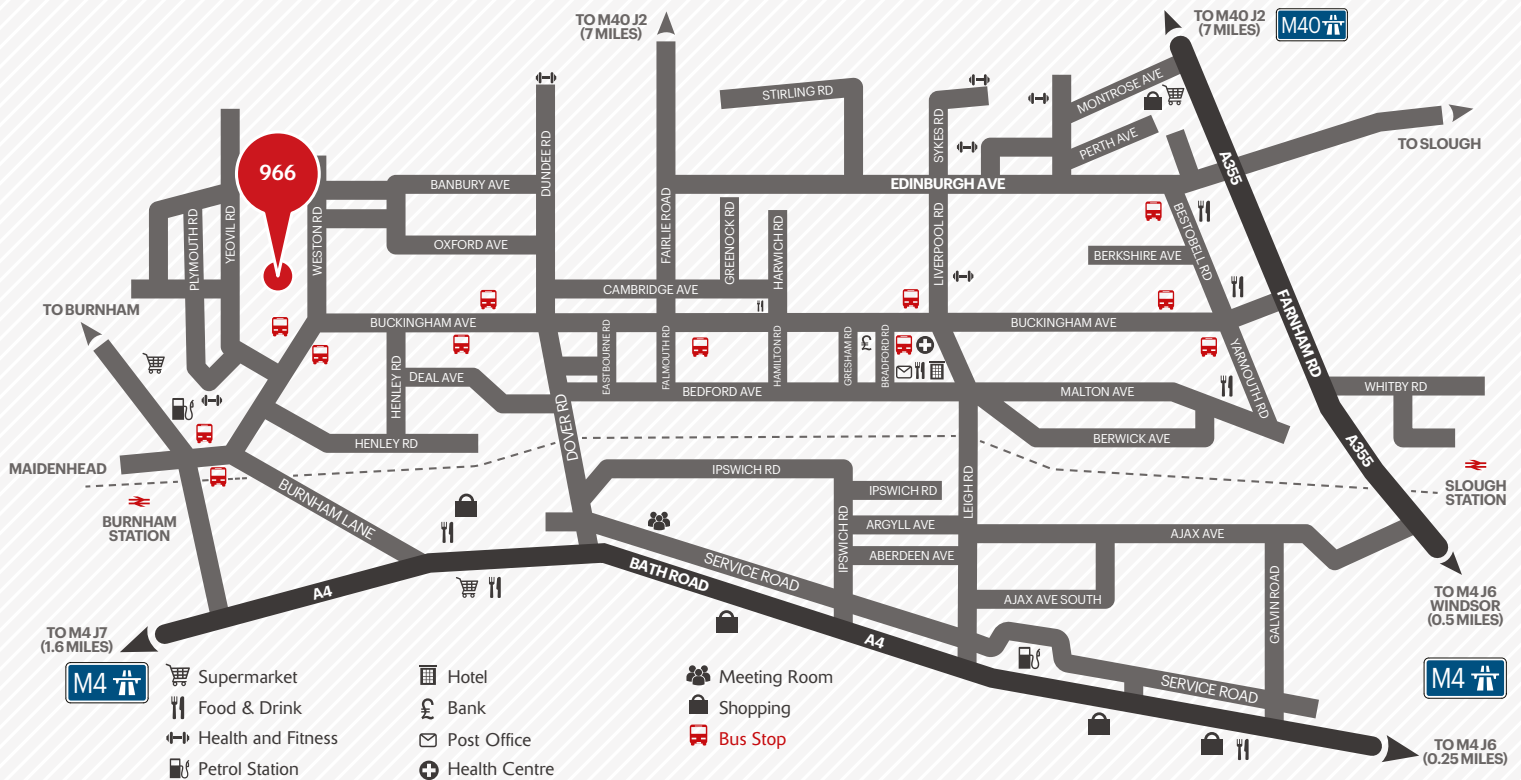 TO M40 J2
(7 MILES)
TO M40 J2
(7 MILES)
M40
MONTROSE AVE
STIRLING RD
SYKES RD
PERTH AVE
TO SLOUGH
A355
966
DUNDEE RD
BANBURY AVE
EDINBURGH AVE
PLYMOUTH RD
YEOVIL RD
WESTON RD
OXFORD AVE
FAIRLIE ROAD
GREENOCK RD
HARWICH RD
LIVERPOOL RD
BESTOBELL RD
BERKSHIRE AVE
CAMBRIDGE AVE
FARNHAM RD
TO BURNHAM
BUCKINGHAM AVE
BUCKINGHAM AVE
EASTBOURNE RD
FALMOUTH RD
HAMILTON RD
GRESHAM RD
£
BRADFORD RD
YARMOUTH RD
HENLEY RD
DEAL AVE
BEDFORD AVE
MALTON AVE
WHITBY RD
DOVER RD
HENLEY RD
BERWICK AVE
A355
MAIDENHEAD
IPSWICH RD
IPSWICH RD
LEIGH RD
SLOUGH
STATION
BURNHAM
STATION
BURNHAM LANE
IPSWICH RD
ARGYLL AVE
AJAX AVE
ABERDEEN AVE
SERVICE ROAD
BATH ROAD
A4
AJAX AVE SOUTH
GALVIN ROAD
TO M4 J6
WINDSOR
(0.5 MILES)
TO M4 J7
(1.6 MILES)
A4
M4
M4
SERVICE ROAD
Supermarket
Food & Drink
Health and Fitness
Petrol Station
Hotel
£ Bank
Post Office
Health Centre
Meeting Room
Shopping
Bus Stop
TO M4 J6
(0.25 MILES)